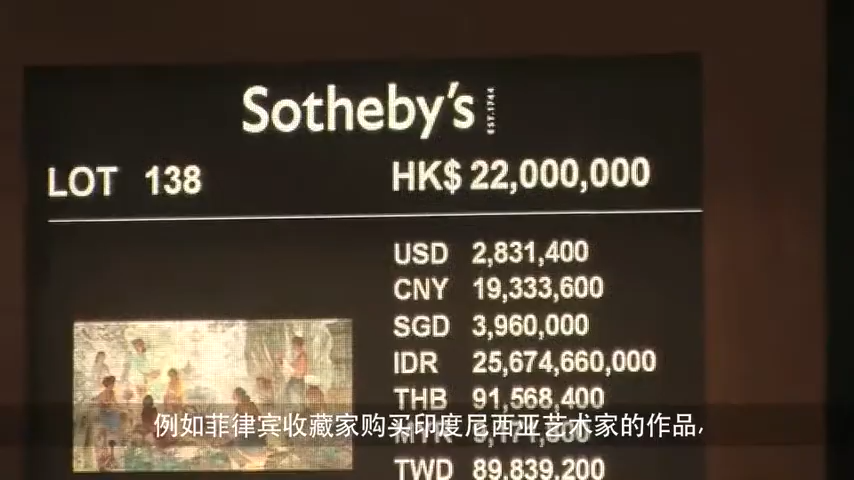 Sotheby's EST.1744
LOT 138 HK$ 22,000,000
USD 2,831,400
CNY 19,333,600
SGD 3,960,000
IDR 25,674,660,000
THB 91,568,400
例如菲律宾收藏家购买印度尼西亚艺术家的作品,
MYR
TWD 89,839,200